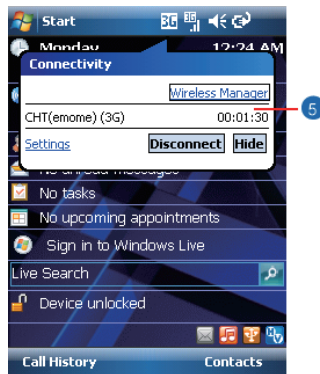 Start 3G
Monday 12:24 AM
Connectivity
Wireless Manager
CHT(emome) (3G) 00:01:30
5
Settings Disconnect Hide
No unread messages
No tasks
No upcoming appointments
Sign in to Windows Live
Live Search
Device unlocked
Call History Contacts